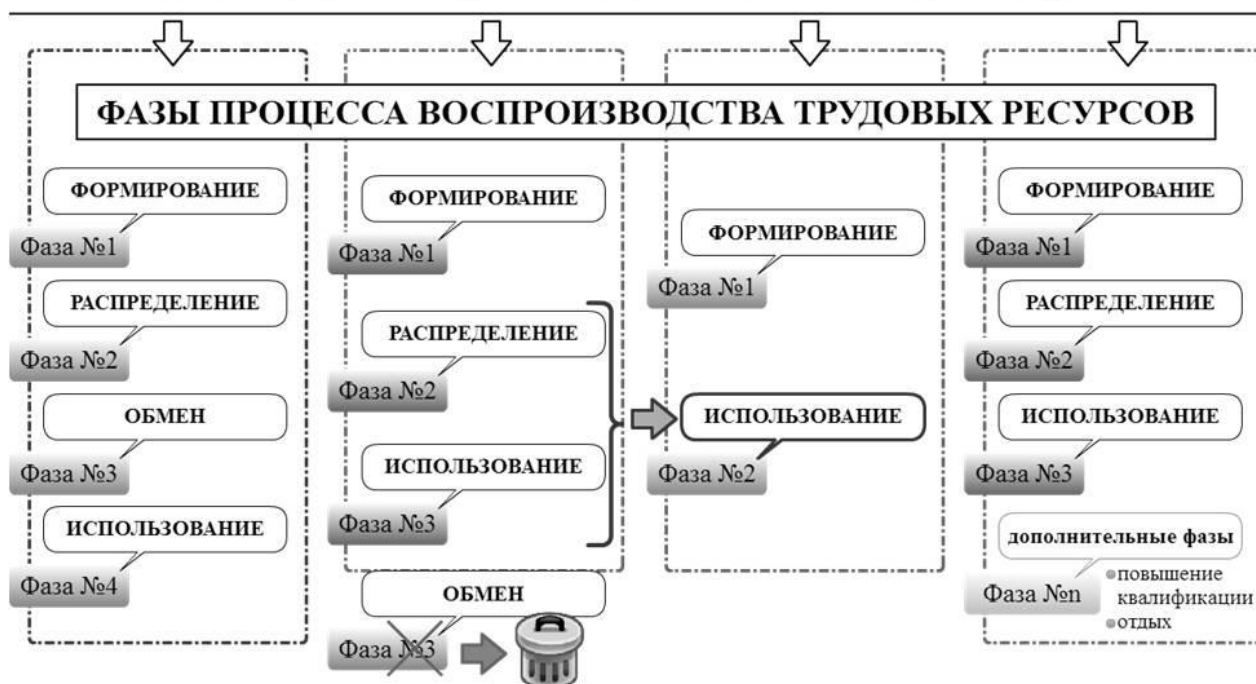 ФАЗЫ ПРОЦЕССА ВОСПРОИЗВОДСТВА ТРУДОВЫХ РЕСУРСОВ
ФОРМИРОВАНИЕ
Фаза №1
РАСПРЕДЕЛЕНИЕ
Фаза №2
ОБМЕН
Фаза №3
ИСПОЛЬЗОВАНИЕ
Фаза №4
ФОРМИРОВАНИЕ
Фаза №1
РАСПРЕДЕЛЕНИЕ
Фаза №2
ИСПОЛЬЗОВАНИЕ
Фаза №3
ОБМЕН
Фаза №3
ФОРМИРОВАНИЕ
Фаза №1
ИСПОЛЬЗОВАНИЕ
Фаза №2
ФОРМИРОВАНИЕ
Фаза №1
РАСПРЕДЕЛЕНИЕ
Фаза №2
ИСПОЛЬЗОВАНИЕ
Фаза №3
дополнительные фазы
Фаза №n
повышение
квалификации
отдых